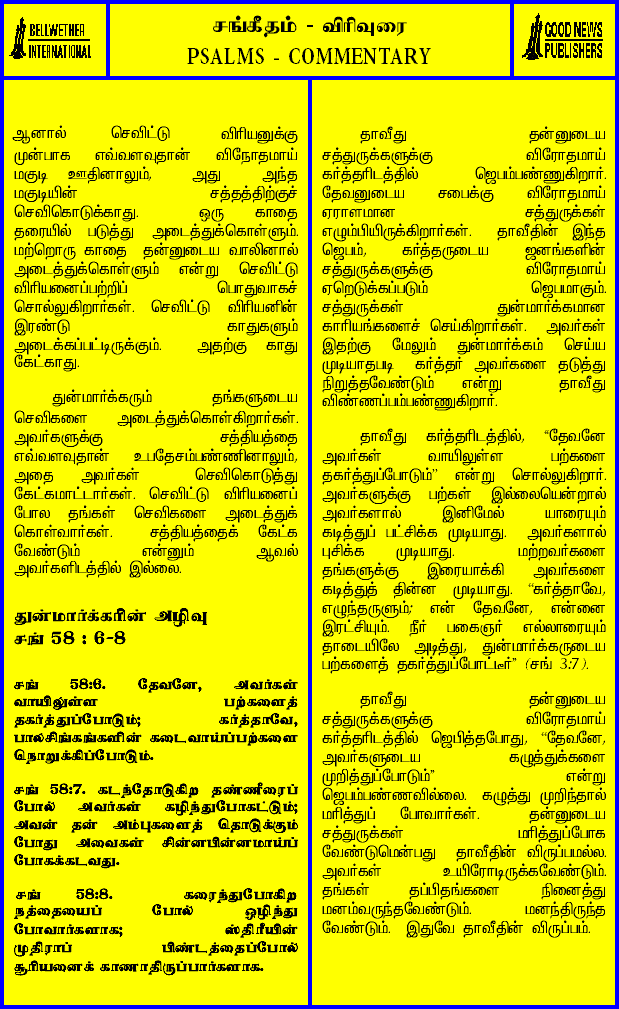 BELLWETHER
INTERNATIONAL
சங்கீதம் - விரிவுரை
PSALMS - COMMENTARY
GOOD NEWS
PUBLISHERS
ஆனால் செவிட்டு விரியனுக்கு
முன்பாக எவ்வளவுதான் விநோதமாய்
மகுடி ஊதினாலும், அது அந்த
மகுடியின் சத்தத்திற்குச்
செவிகொடுக்காது. ஒரு காதை
தரையில் படுத்து அடைத்துக்கொள்ளும்.
மற்றொரு காதை தன்னுடைய வாலினால்
அடைத்துக்கொள்ளும் என்று செவிட்டு
விரியனைப்பற்றிப் பொதுவாகச்
சொல்லுகிறார்கள். செவிட்டு விரியனின்
இரண்டு காதுகளும்
அடைக்கப்பட்டிருக்கும். அதற்கு காது
கேட்காது.
துன்மார்க்கரும் தங்களுடைய
செவிகளை அடைத்துக்கொள்கிறார்கள்.
அவர்களுக்கு சத்தியத்தை
எவ்வளவுதான் உபதேசம்பண்ணினாலும்,
அதை அவர்கள் செவிகொடுத்து
கேட்கமாட்டார்கள். செவிட்டு விரியனைப்
போல தங்கள் செவிகளை அடைத்துக்
கொள்வார்கள். சத்தியத்தைக் கேட்க
வேண்டும் என்னும் ஆவல்
அவர்களிடத்தில் இல்லை.
துன்மார்க்கரின் அழிவு
சங் 58 : 6-8
சங் 58:6. தேவனே, அவர்கள்
வாயிலுள்ள பற்களைத்
தகர்த்துப்போடும்; கர்த்தாவே,
பாலசிங்கங்களின் கடைவாய்ப்பற்களை
நொறுக்கிப்போடும்.
சங் 58:7. கடந்தோடுகிற தண்ணீரைப்
போல் அவர்கள் கழிந்துபோகட்டும்;
அவன் தன் அம்புகளைத் தொடுக்கும்
போது அவைகள் சின்னபின்னமாய்ப்
போகக்கடவது.
சங் 58:8. கரைந்துபோகிற
நத்தையைப் போல் ஒழிந்து
போவார்களாக; ஸ்திரீயின்
முதிராப் பிண்டத்தைப்போல்
சூரியனைக் காணாதிருப்பார்களாக.
தாவீது தன்னுடைய
சத்துருக்களுக்கு விரோதமாய்
கர்த்தரிடத்தில் ஜெபம்பண்ணுகிறார்.
தேவனுடைய சபைக்கு விரோதமாய்
ஏராளமான சத்துருக்கள்
எழும்பியிருக்கிறார்கள். தாவீதின் இந்த
ஜெபம், கர்த்தருடைய ஜனங்களின்
சத்துருக்களுக்கு விரோதமாய்
ஏறெடுக்கப்படும் ஜெபமாகும்.
சத்துருக்கள் துன்மார்க்கமான
காரியங்களைச் செய்கிறார்கள். அவர்கள்
இதற்கு மேலும் துன்மார்க்கம் செய்ய
முடியாதபடி கர்த்தர் அவர்களை தடுத்து
நிறுத்தவேண்டும் என்று தாவீது
விண்ணப்பம்பண்ணுகிறார்.
தாவீது கர்த்தரிடத்தில், “தேவனே
அவர்கள் வாயிலுள்ள பற்களை
தகர்த்துப்போடும்” என்று சொல்லுகிறார்.
அவர்களுக்கு பற்கள் இல்லையென்றால்
அவர்களால் இனிமேல் யாரையும்
கடித்துப் பட்சிக்க முடியாது. அவர்களால்
புசிக்க முடியாது. மற்றவர்களை
தங்களுக்கு இரையாக்கி அவர்களை
கடித்துத் தின்ன முடியாது. “கர்த்தாவே,
எழுந்தருளும்; என் தேவனே, என்னை
இரட்சியும். நீர் பகைஞர் எல்லாரையும்
தாடையிலே அடித்து, துன்மார்க்கருடைய
பற்களைத் தகர்த்துப்போட்டீர்” (சங் 3:7).
தாவீது தன்னுடைய
சத்துருக்களுக்கு விரோதமாய்
கர்த்தரிடத்தில் ஜெபித்தபோது, “தேவனே,
அவர்களுடைய கழுத்துக்களை
முறித்துப்போடும்” என்று
ஜெபம்பண்ணவில்லை. கழுத்து முறிந்தால்
மரித்துப் போவார்கள். தன்னுடைய
சத்துருக்கள் மரித்துப்போக
வேண்டுமென்பது தாவீதின் விருப்பமல்ல.
அவர்கள் உயிரோடிருக்கவேண்டும்.
தங்கள் தப்பிதங்களை நினைத்து
மனம்வருந்தவேண்டும். மனந்திருந்த
வேண்டும். இதுவே தாவீதின் விருப்பம்.